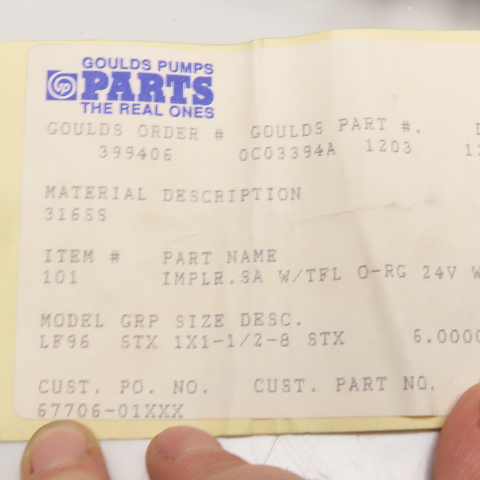 GOULDS PUMPS
PARTS
THE REAL ONES
GOULDS ORDER # GOULDS PART #.
399406 0C03394A 1203
MATERIAL DESCRIPTION
316SS
ITEM # PART NAME
101 IMPLR.SA W/TFL O-RG 24V
MODEL GRP SIZE DESC.
LF96 STX 1X1-1/2-8 STX 6.0000
CUST. PO. NO. CUST. PART NO.
67706-01XXX